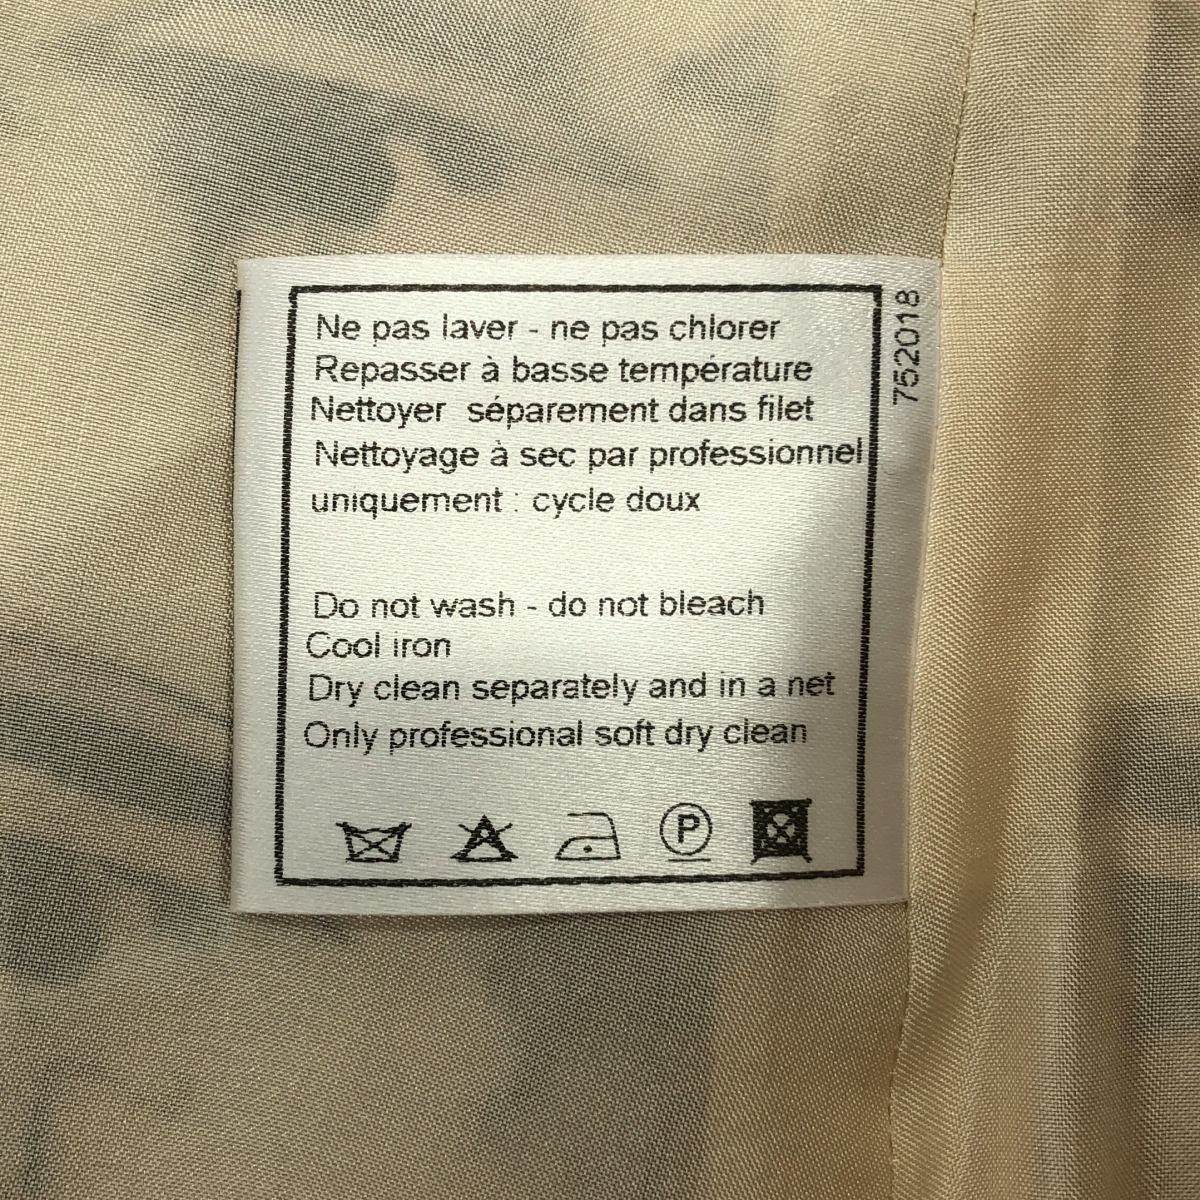 Ne pas laver - ne pas chlorer
Repasser à basse température
Nettoyer séparement dans filet
Nettoyage à sec par professionnel
uniquement : cycle doux
Do not wash - do not bleach
Cool iron
Dry clean separately and in a net
Only professional soft dry clean
P
752018